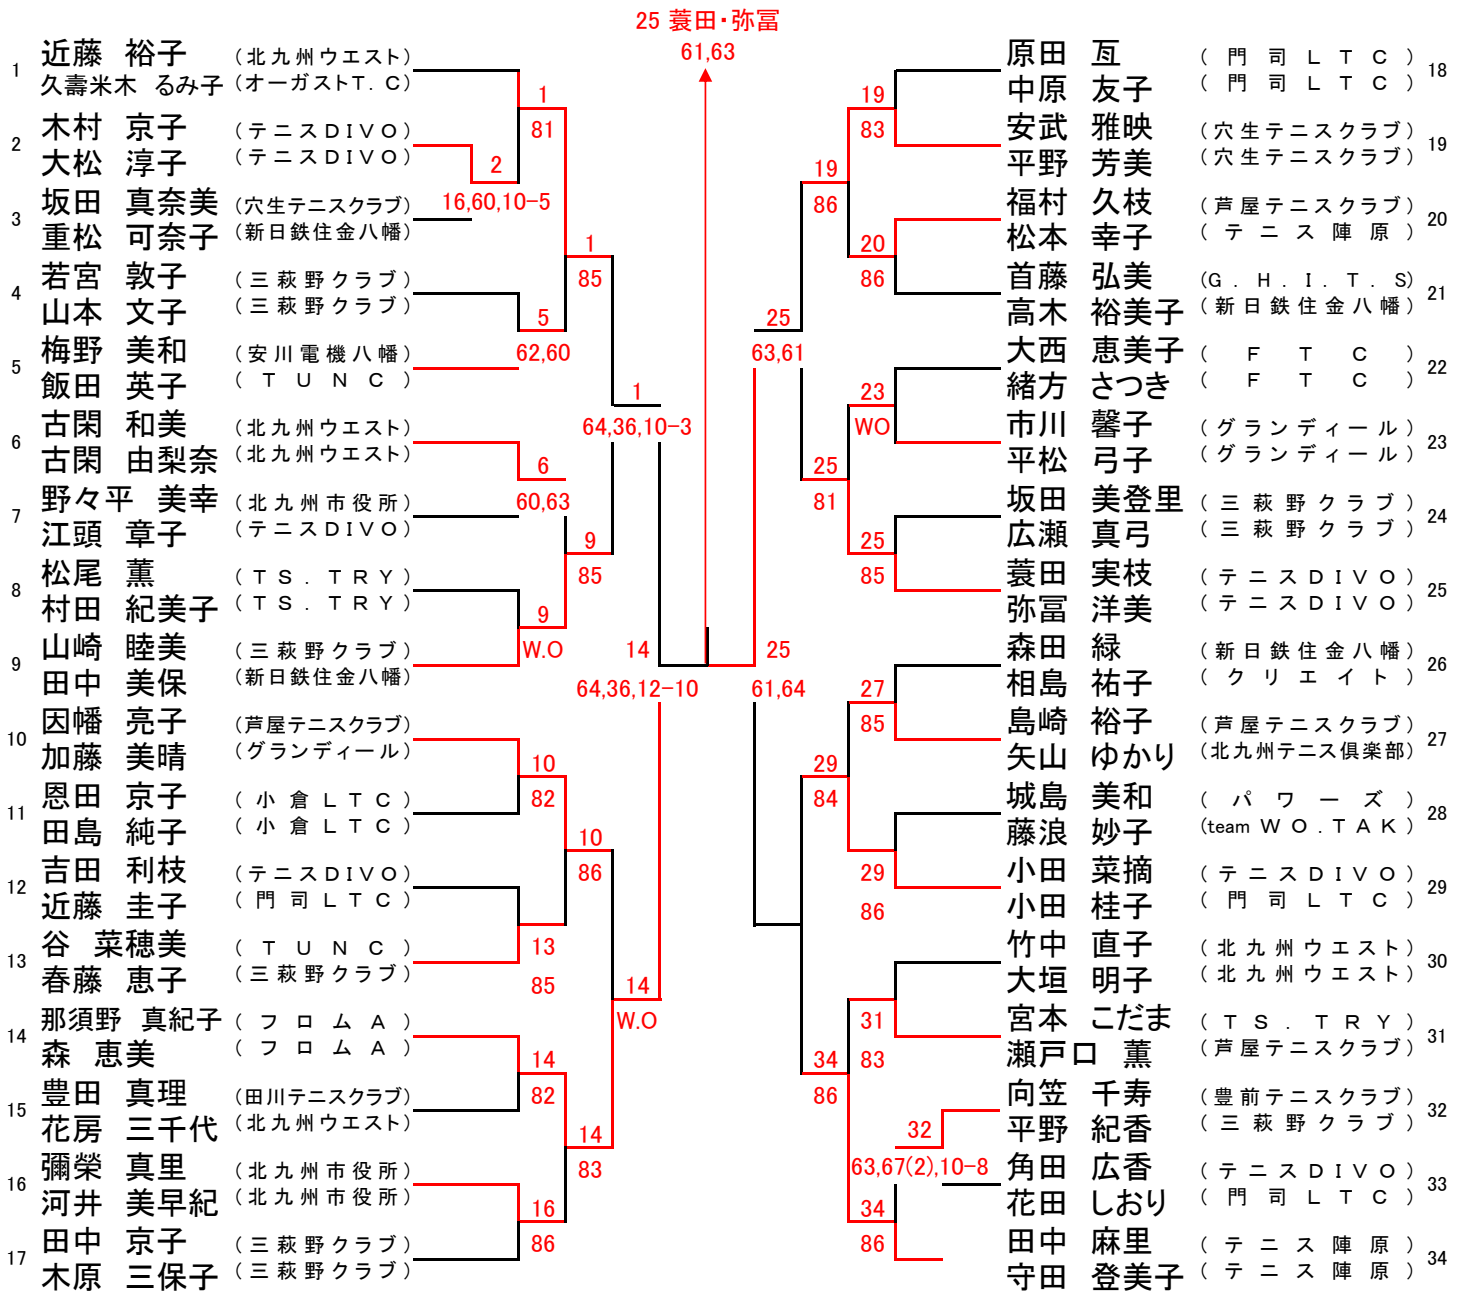 25 蓑田・弥冨
61,63
1
近藤 裕子 (北九州ウエスト)
久壽米木 るみ子 (オーガストT.C)
2
木村 京子 (テニスDIVO)
大松 淳子 (テニスDIVO)
3
坂田 真奈美 (穴生テニスクラブ)
重松 可奈子 (新日鉄住金八幡)
4
若宮 敦子 (三萩野クラブ)
山本 文子 (三萩野クラブ)
5
梅野 美和 (安川電機八幡)
飯田 英子 (TUNC)
6
古閑 和美 (北九州ウエスト)
古閑 由梨奈 (北九州ウエスト)
7
野々平 美幸 (北九州市役所)
江頭 章子 (テニスDIVO)
8
松尾 薫 (TS.TRY)
村田 紀美子 (TS.TRY)
9
山崎 睦美 (三萩野クラブ)
田中 美保 (新日鉄住金八幡)
10
因幡 亮子 (芦屋テニスクラブ)
加藤 美晴 (グランディール)
11
恩田 京子 (小倉LTC)
田島 純子 (小倉LTC)
12
吉田 利枝 (テニスDIVO)
近藤 圭子 (門司LTC)
13
谷 菜穂美 (TUNC)
春藤 恵子 (三萩野クラブ)
14
那須野 真紀子 (フロムA)
森 恵美 (フロムA)
15
豊田 真理 (田川テニスクラブ)
花房 三千代 (北九州ウエスト)
16
彌榮 真里 (北九州市役所)
河井 美早紀 (北九州市役所)
17
田中 京子 (三萩野クラブ)
木原 三保子 (三萩野クラブ)
1
81
2
16,60,10-5
1
85
5
62,60
1
64,36,10-3
6
60,63
9
85
9
W.O
14
64,36,12-10
10
82
10
86
13
85
14
W.O
14
82
14
83
16
86
19
83
19
86
20
86
25
63,61
23
WO
25
81
25
85
25
61,64
27
85
29
84
29
86
31
83
34
86
32
63,67(2),10-8
34
86
原田 亙 (門司LTC)
中原 友子 (門司LTC)
18
安武 雅映 (穴生テニスクラブ)
平野 芳美 (穴生テニスクラブ)
19
福村 久枝 (芦屋テニスクラブ)
松本 幸子 (テニス陣原)
20
首藤 弘美 (G.H.I.T.S)
高木 裕美子 (新日鉄住金八幡)
21
大西 恵美子 (FTC)
緒方 さつき (FTC)
22
市川 馨子 (グランディール)
平松 弓子 (グランディール)
23
坂田 美登里 (三萩野クラブ)
広瀬 真弓 (三萩野クラブ)
24
蓑田 実枝 (テニスDIVO)
弥冨 洋美 (テニスDIVO)
25
森田 緑 (新日鉄住金八幡)
相島 祐子 (クリエイト)
26
島崎 裕子 (芦屋テニスクラブ)
矢山 ゆかり (北九州テニス倶楽部)
27
城島 美和 (パワーズ)
藤浪 妙子 (team WO.TAK)
28
小田 菜摘 (テニスDIVO)
小田 桂子 (門司LTC)
29
竹中 直子 (北九州ウエスト)
大垣 明子 (北九州ウエスト)
30
宮本 こだま (TS.TRY)
瀬戸口 薫 (芦屋テニスクラブ)
31
向笠 千寿 (豊前テニスクラブ)
平野 紀香 (三萩野クラブ)
32
角田 広香 (テニスDIVO)
花田 しおり (門司LTC)
33
田中 麻里 (テニス陣原)
守田 登美子 (テニス陣原)
34